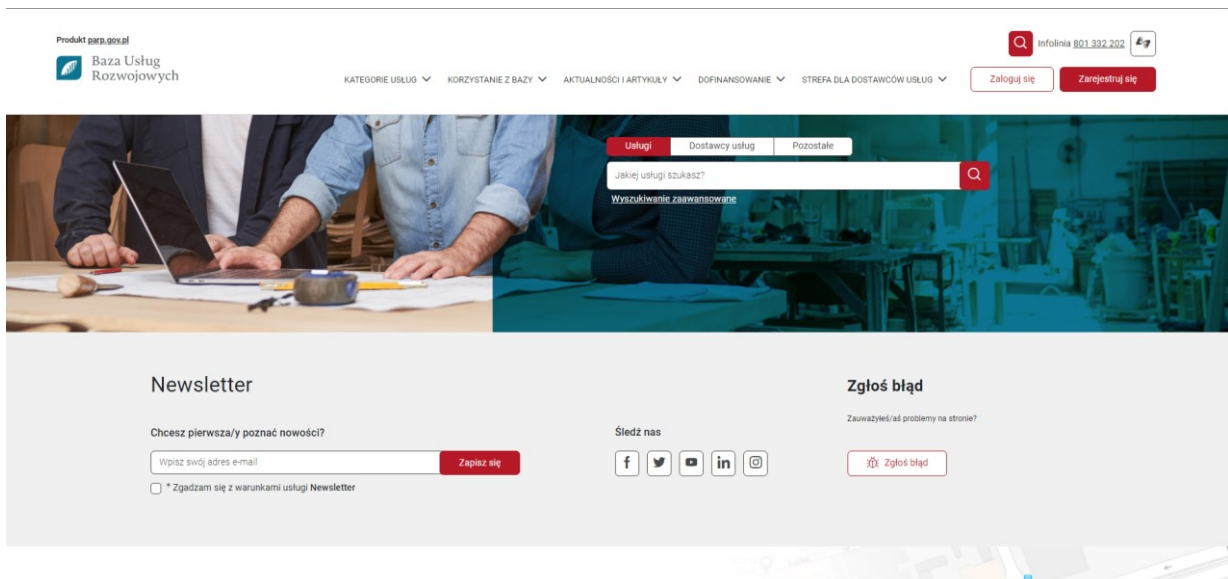 Produkt parp.gov.pl
Baza Usług
Rozwojowych
Infolinia 801 332 202
KATEGORIE USŁUG
KORZYSTANIE Z BAZY
AKTUALNOŚCI I ARTYKUŁY
DOFINANSOWANIE
STREFA DLA DOSTAWCÓW USŁUG
Zaloguj się
Zarejestruj się
Usługi
Dostawcy usług
Pozostałe
Jakiej usługi szukasz?
Wyszukiwanie zaawansowane
Newsletter
Chcesz pierwsza/y poznać nowości?
Wpisz swój adres e-mail
Zapisz się
* Zgadzam się z warunkami usługi Newsletter
Śledź nas
Zgłoś błąd
Zauważyłeś/aś problemy na stronie?
Zgłoś błąd